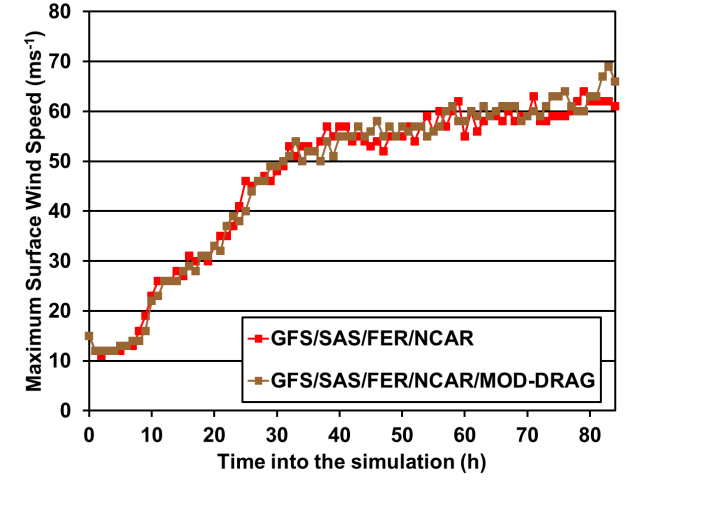 Maximum Surface Wind Speed (ms-1)
80
70
60
50
40
30
20
10
0
GFS/SAS/FER/NCAR
GFS/SAS/FER/NCAR/MOD-DRAG
0 10 20 30 40 50 60 70 80
Time into the simulation (h)